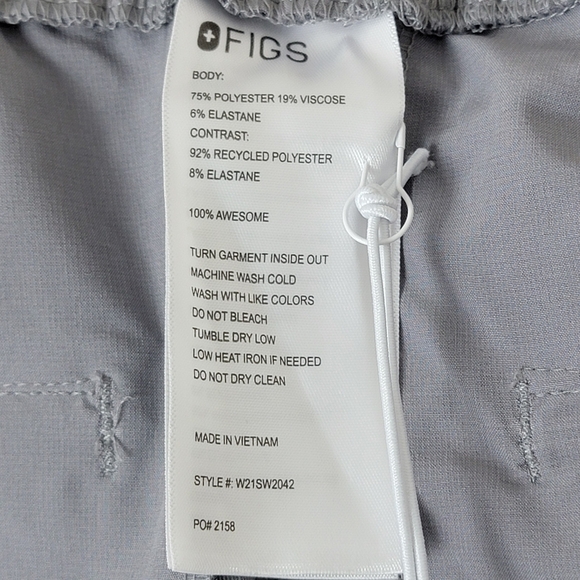 FIGS
BODY:
75% POLYESTER 19% VISCOSE
6% ELASTANE
CONTRAST:
92% RECYCLED POLYESTER
8% ELASTANE
100% AWESOME
TURN GARMENT INSIDE OUT
MACHINE WASH COLD
WASH WITH LIKE COLORS
DO NOT BLEACH
TUMBLE DRY LOW
LOW HEAT IRON IF NEEDED
DO NOT DRY CLEAN
MADE IN VIETNAM
STYLE #: W21SW2042
PO# 2158